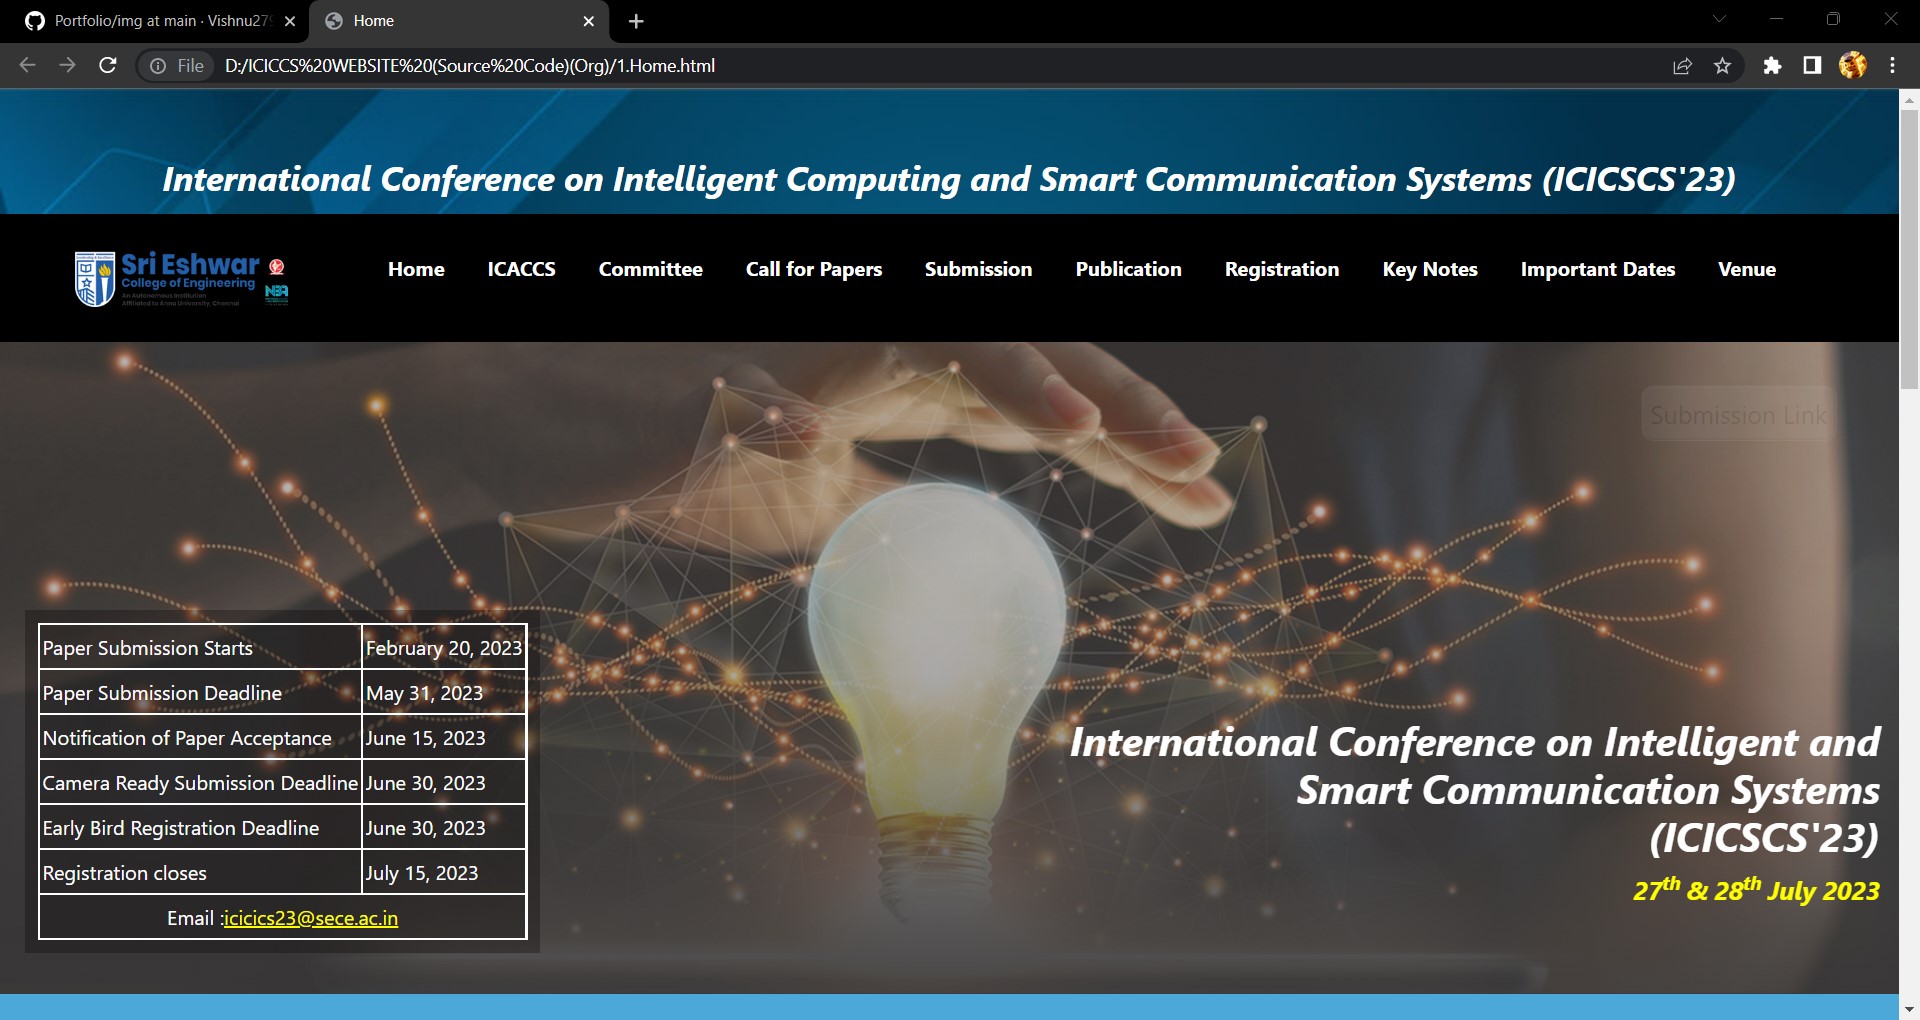 Portfolio/img at main · Vishnu279
Home
File D:/ICICCS%20WEBSITE%20(Source%20Code)(Org)/1.Home.html
International Conference on Intelligent Computing and Smart Communication Systems (ICICSCS'23)
Sri Eshwar
College of Engineering
An Autonomous Institution
Affiliated to Anna University, Chennai
NBA
Home ICACCS Committee Call for Papers Submission Publication Registration Key Notes Important Dates Venue
Submission Link
Paper Submission Starts February 20, 2023
Paper Submission Deadline May 31, 2023
Notification of Paper Acceptance June 15, 2023
Camera Ready Submission Deadline June 30, 2023
Early Bird Registration Deadline June 30, 2023
Registration closes July 15, 2023
Email :icicics23@sece.ac.in
International Conference on Intelligent and
Smart Communication Systems
(ICICSCS'23)
27th & 28th July 2023